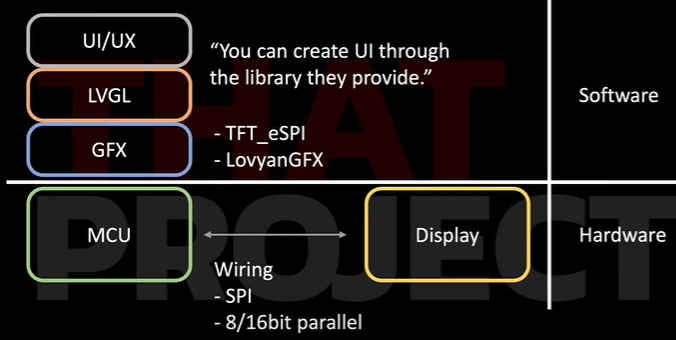 UI/UX
LVGL
GFX
“You can create UI through
the library they provide.”
- TFT_eSPI
- LovyanGFX
Software
MCU
Display
Hardware
Wiring
- SPI
- 8/16bit parallel
THAT
PROJECT